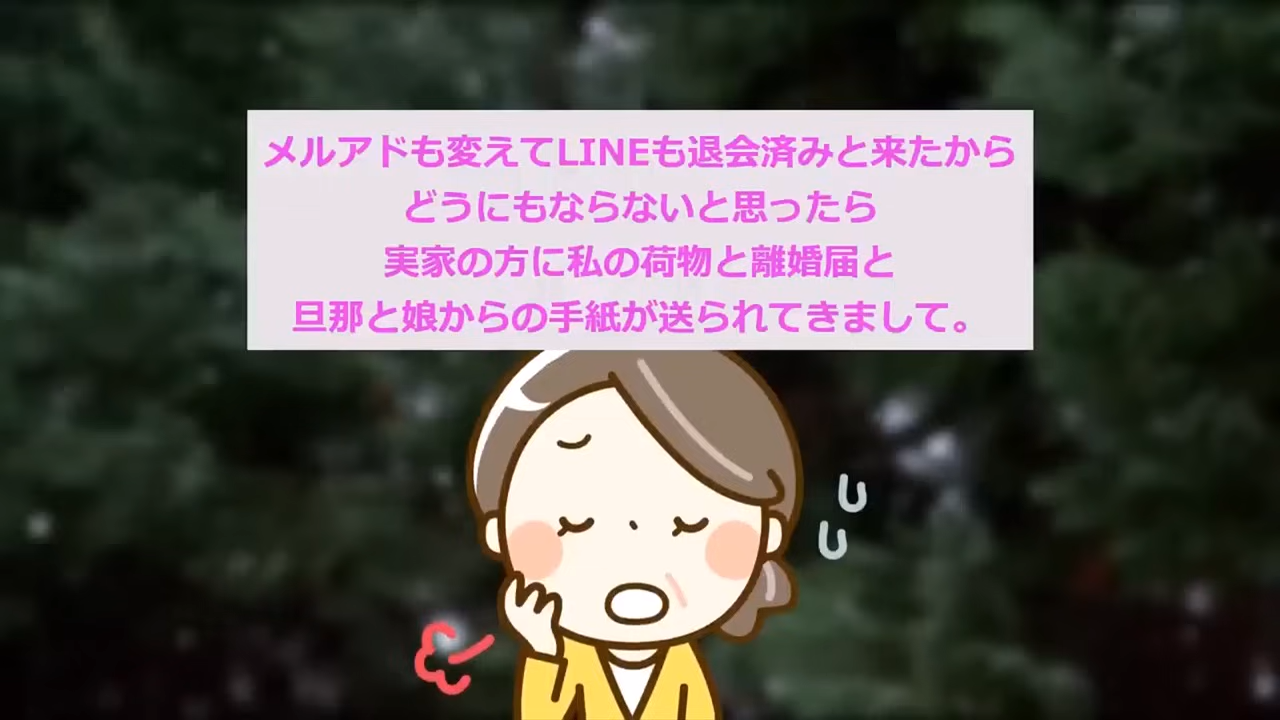 メルアドも変えてLINEも退会済みと来たから
どうにもならないと思ったら
実家の方に私の荷物と離婚届と
旦那と娘からの手紙が送られてきまして。